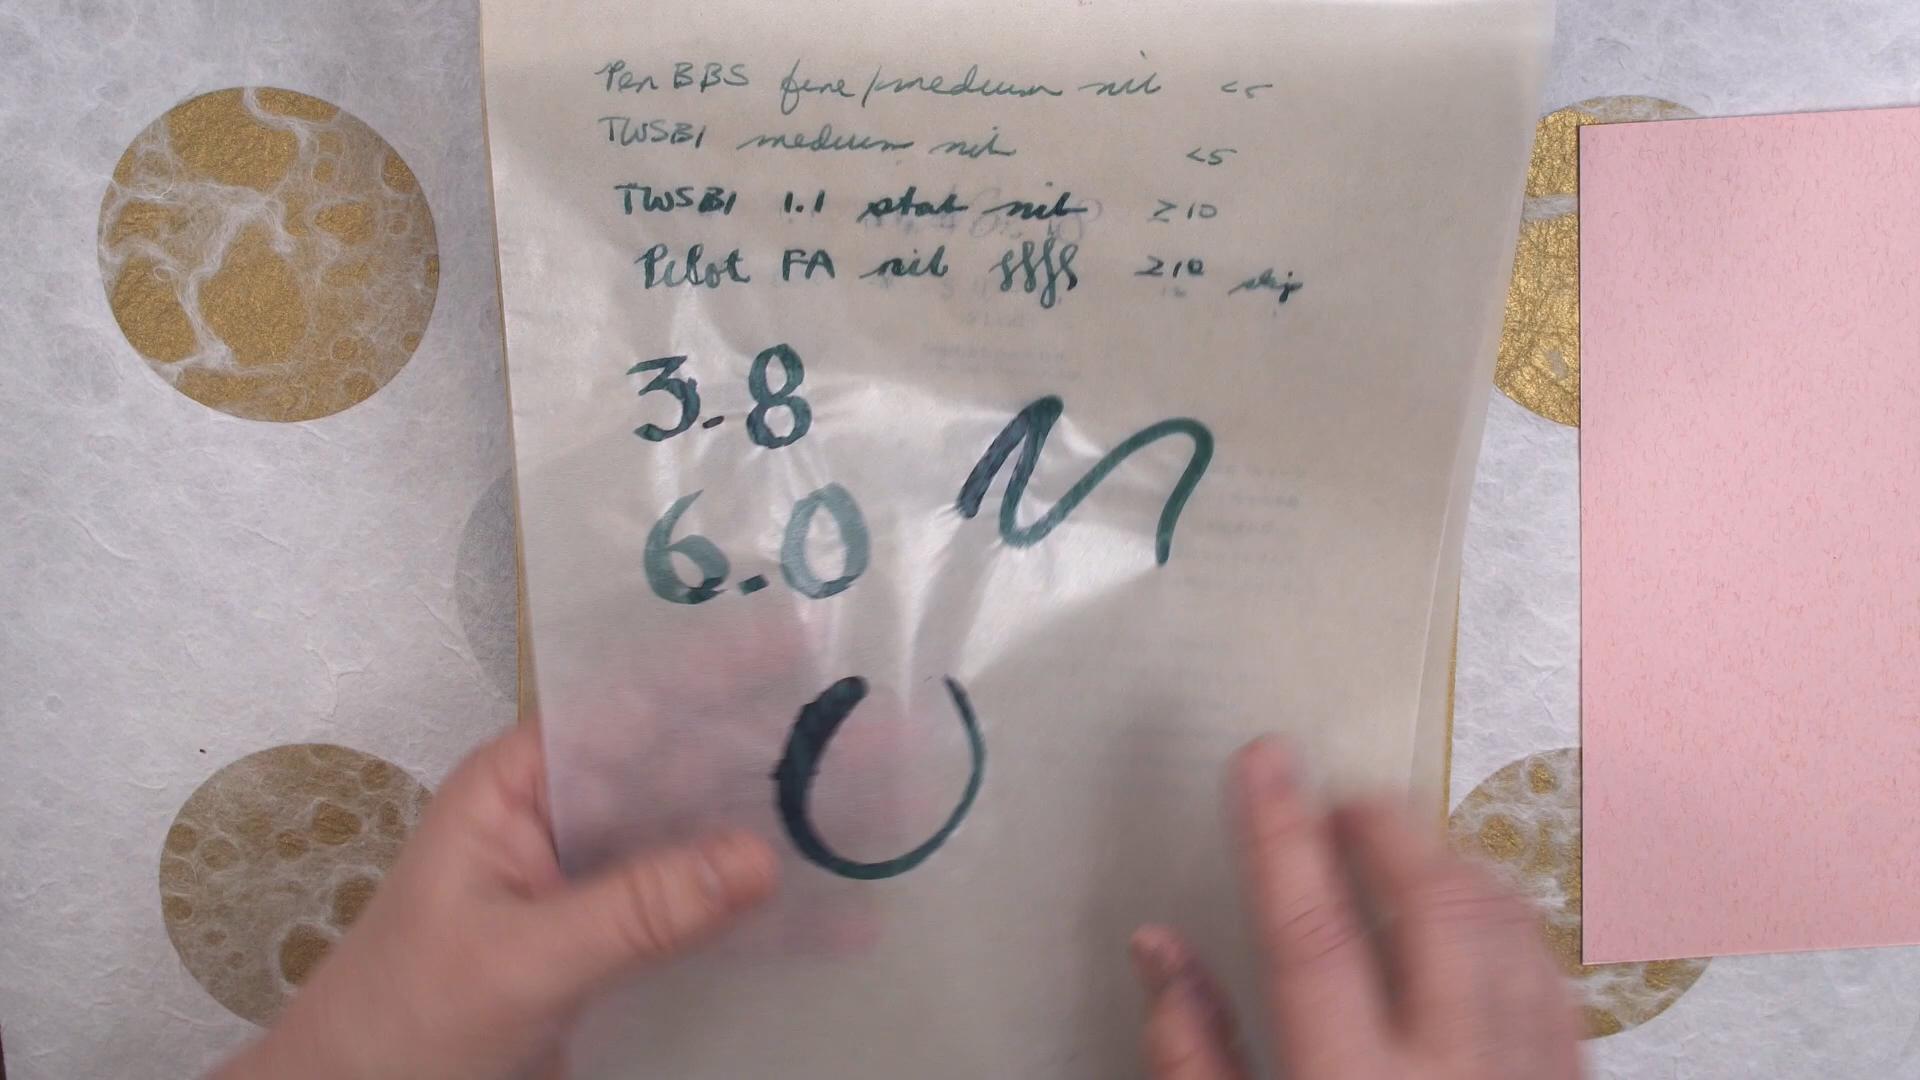 Pen BBS fine/medium nib <5
TWSBI medium nib <5
TWSBI 1.1 stub nib ≥10
Pilot FA nib ≥10 skip
3.8
6.0